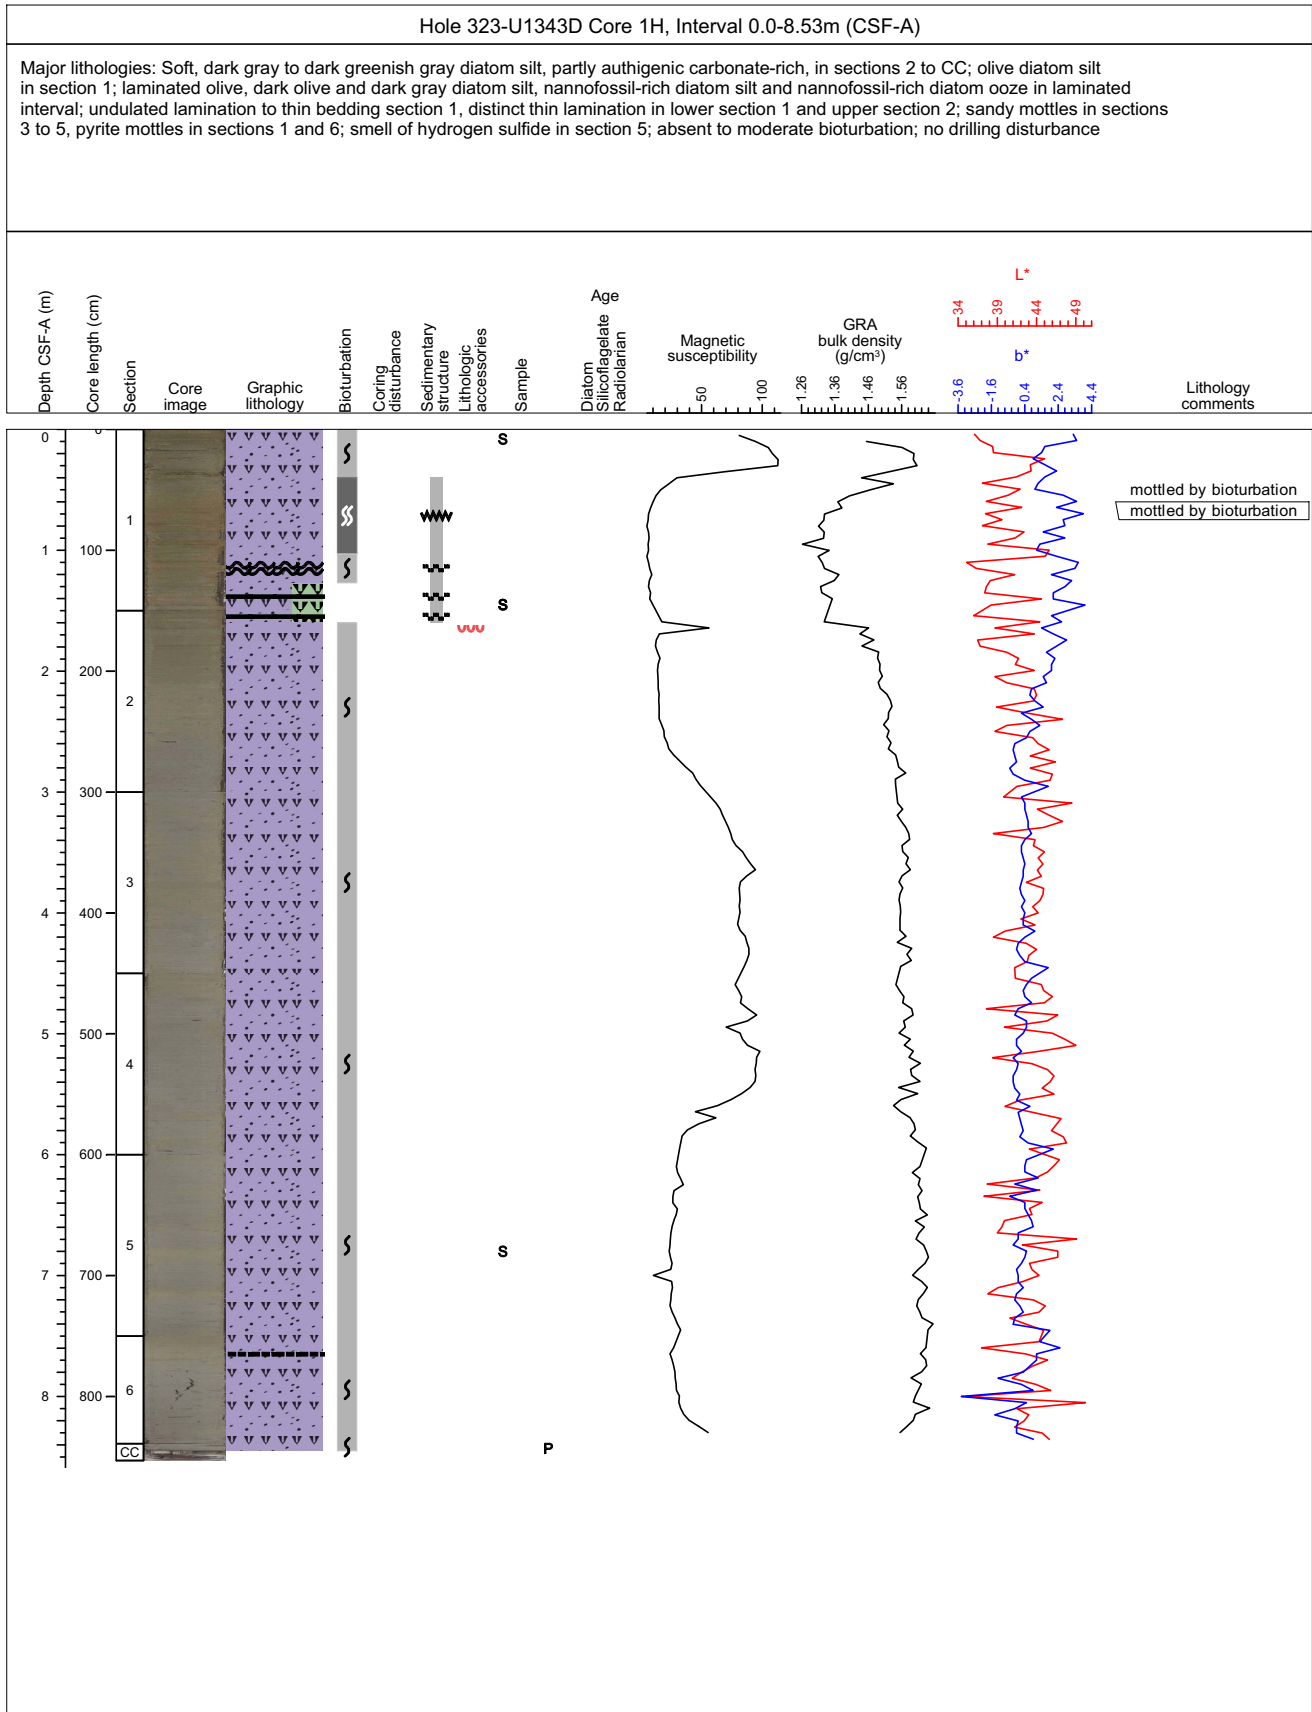 Hole 323-U1343D Core 1H, Interval 0.0-8.53m (CSF-A)
Major lithologies: Soft, dark gray to dark greenish gray diatom silt, partly authigenic carbonate-rich, in sections 2 to CC; olive diatom silt
in section 1; laminated olive, dark olive and dark gray diatom silt, nannofossil-rich diatom silt and nannofossil-rich diatom ooze in laminated
interval; undulated lamination to thin bedding section 1, distinct thin lamination in lower section 1 and upper section 2; sandy mottles in sections
3 to 5, pyrite mottles in sections 1 and 6; smell of hydrogen sulfide in section 5; absent to moderate bioturbation; no drilling disturbance
Depth CSF-A (m)
Core length (cm)
Section
Core
image
Graphic
lithology
Bioturbation
Coring
disturbance
Sedimentary
structure
Lithologic
accessories
Sample
Age
Diatom
Silicoflagelate
Radiolarian
Magnetic
susceptibility
50
100
GRA
bulk density
(g/cm³)
1.26
1.36
1.46
1.56
L*
34
39
44
49
b*
-3.6
-1.6
0.4
2.4
4.4
Lithology
comments
0
0
S
mottled by bioturbation
mottled by bioturbation
1
1
100
S
2
200
2
3
300
3
4
400
5
500
4
6
600
5
S
7
700
6
8
800
CC
P